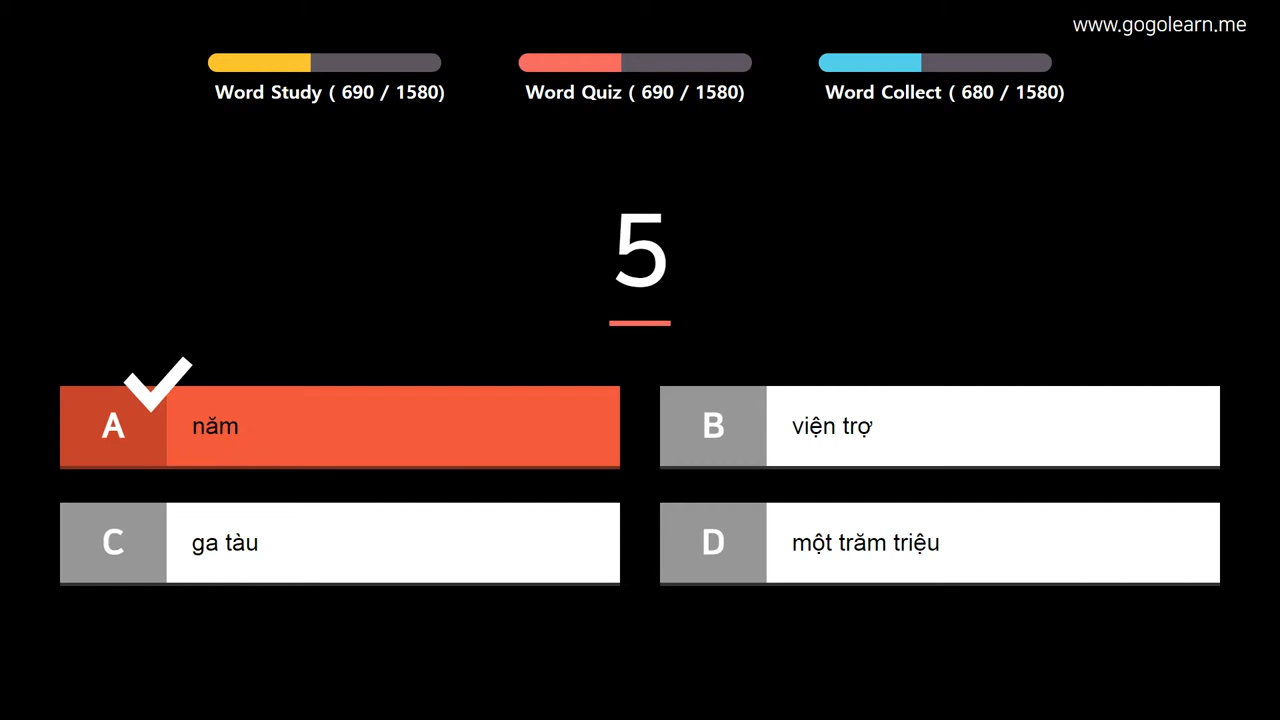 www.gogolearn.me
Word Study ( 690 / 1580)
Word Quiz ( 690 / 1580)
Word Collect ( 680 / 1580)
5
A năm
B viện trợ
C ga tàu
D một trăm triệu